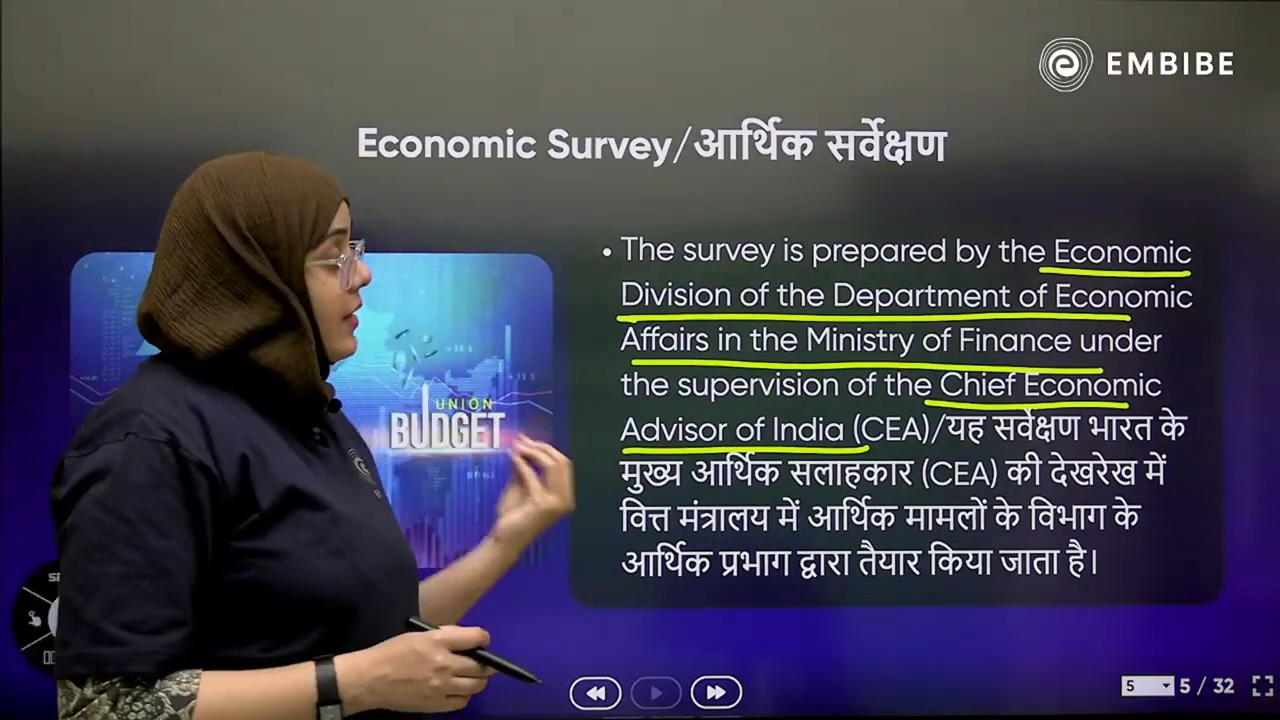 EMBIBE
Economic Survey/आर्थिक सर्वेक्षण
• The survey is prepared by the Economic
Division of the Department of Economic
Affairs in the Ministry of Finance under
the supervision of the Chief Economic
Advisor of India (CEA)/यह सर्वेक्षण भारत के
मुख्य आर्थिक सलाहकार (CEA) की देखरेख में
वित्त मंत्रालय में आर्थिक मामलों के विभाग के
आर्थिक प्रभाग द्वारा तैयार किया जाता है।
UNION
BUDGET
5 5 / 32